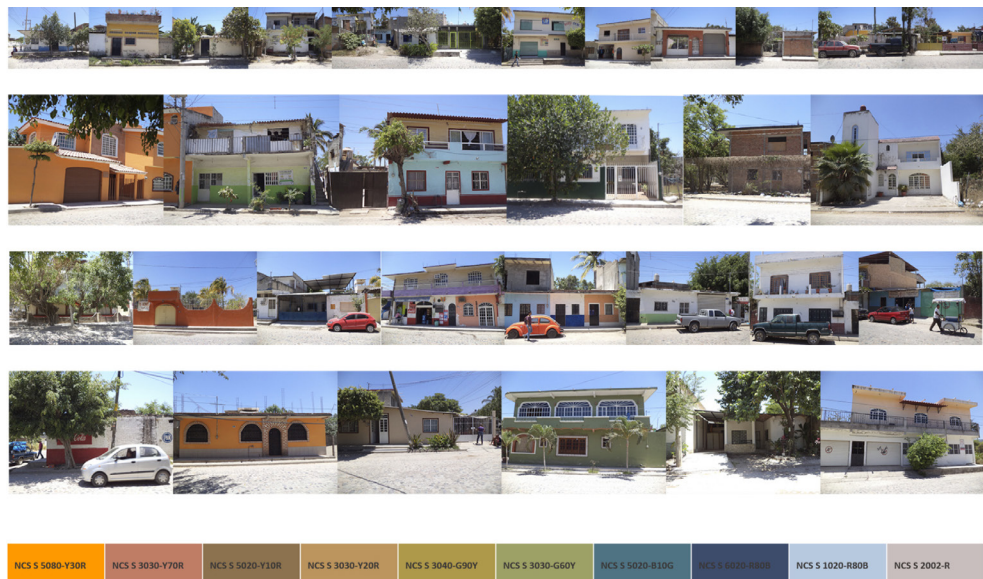 NCS S 5080-Y30R
NCS S 3030-Y70R
NCS S 5020-Y10R
NCS S 3030-Y20R
NCS S 3040-G90Y
NCS S 3030-G60Y
NCS S 5020-B10G
NCS S 6020-R80B
NCS S 1020-R80B
NCS S 2002-R